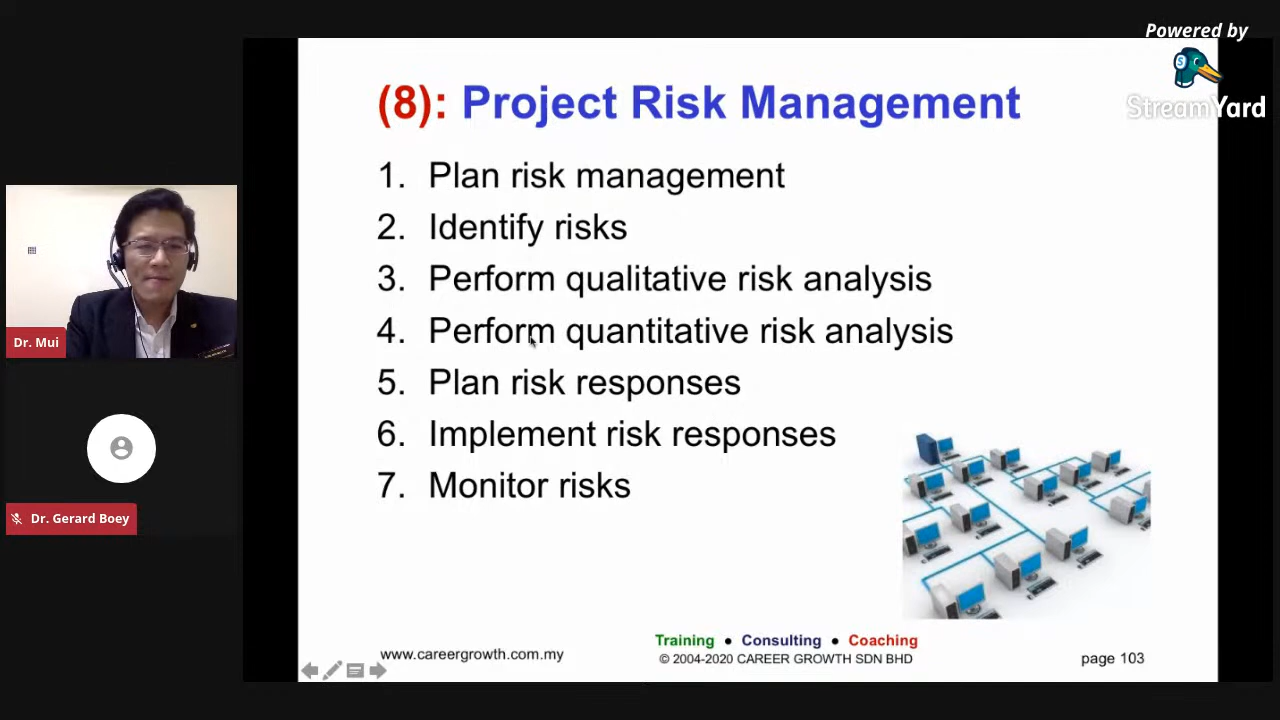 Powered by
StreamYard
(8): Project Risk Management
1. Plan risk management
2. Identify risks
3. Perform qualitative risk analysis
4. Perform quantitative risk analysis
5. Plan risk responses
6. Implement risk responses
7. Monitor risks
Dr. Mui
Dr. Gerard Boey
www.careergrowth.com.my
Training ● Consulting ● Coaching
© 2004-2020 CAREER GROWTH SDN BHD
page 103